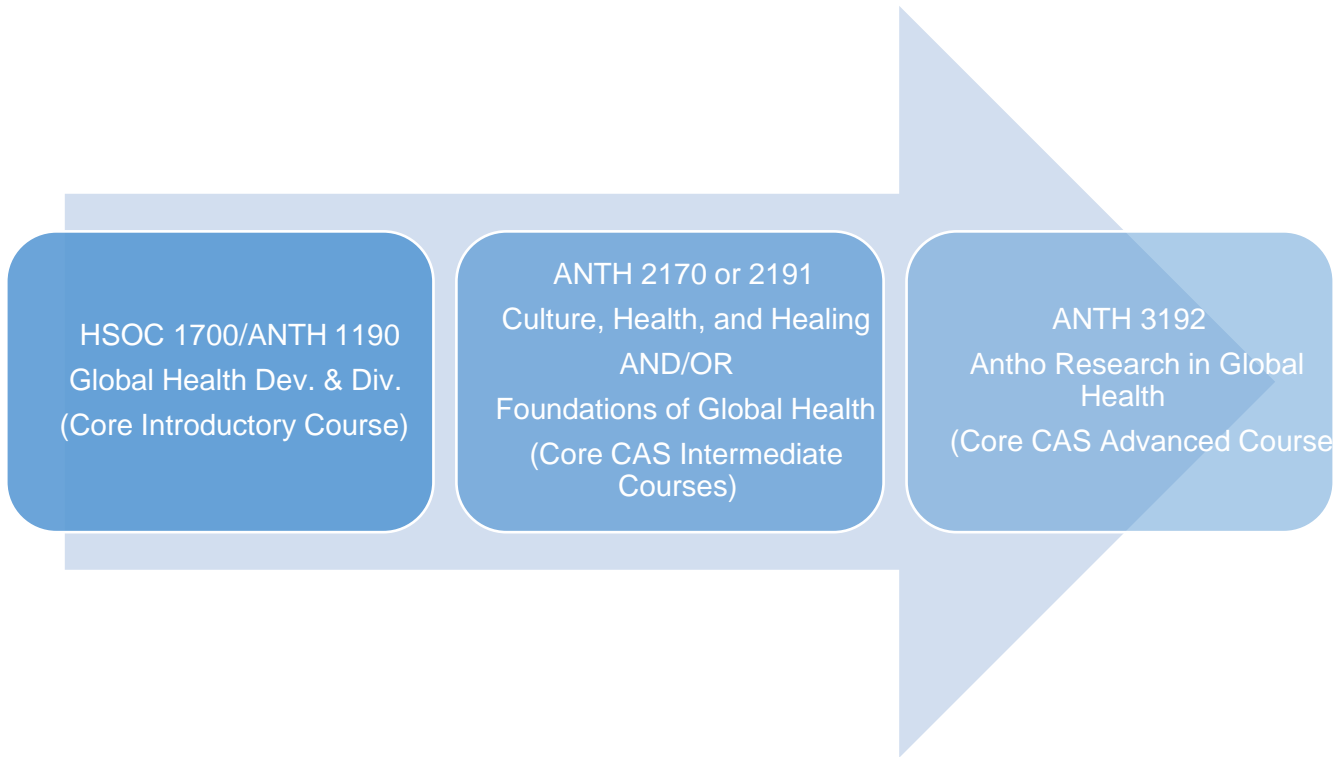 HSOC 1700/ANTH 1190
Global Health Dev. & Div.
(Core Introductory Course)
ANTH 2170 or 2191
Culture, Health, and Healing
AND/OR
Foundations of Global Health
(Core CAS Intermediate
Courses)
ANTH 3192
Antho Research in Global
Health
(Core CAS Advanced Course